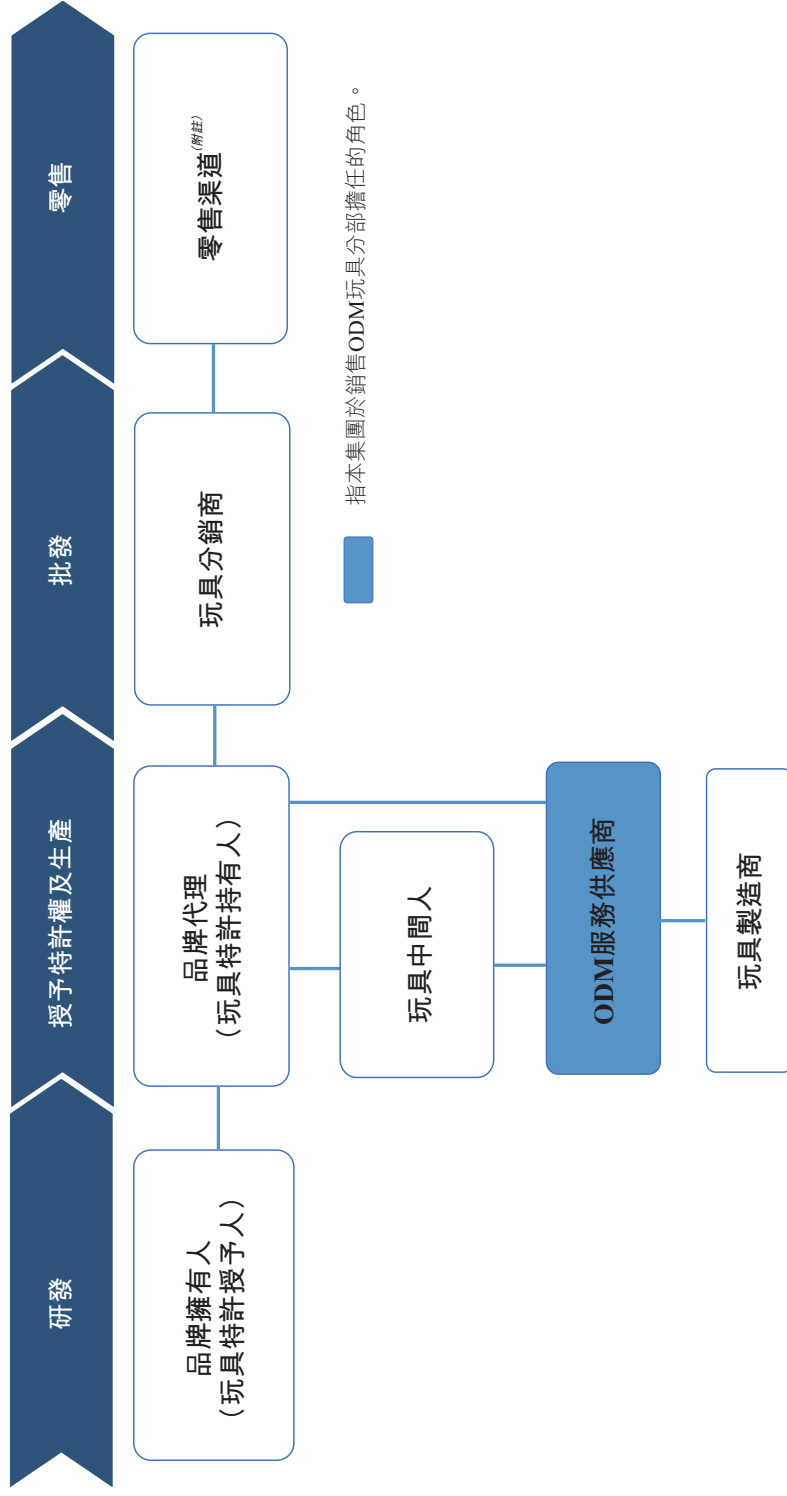 研發
授予特許權及生產
批發
零售
品牌擁有人
（玩具特許授予人）
品牌代理
（玩具特許持有人）
玩具分銷商
零售渠道（附註）
玩具中間人
ODM服務供應商
玩具製造商
指本集團於銷售ODM玩具分部擔任的角色。